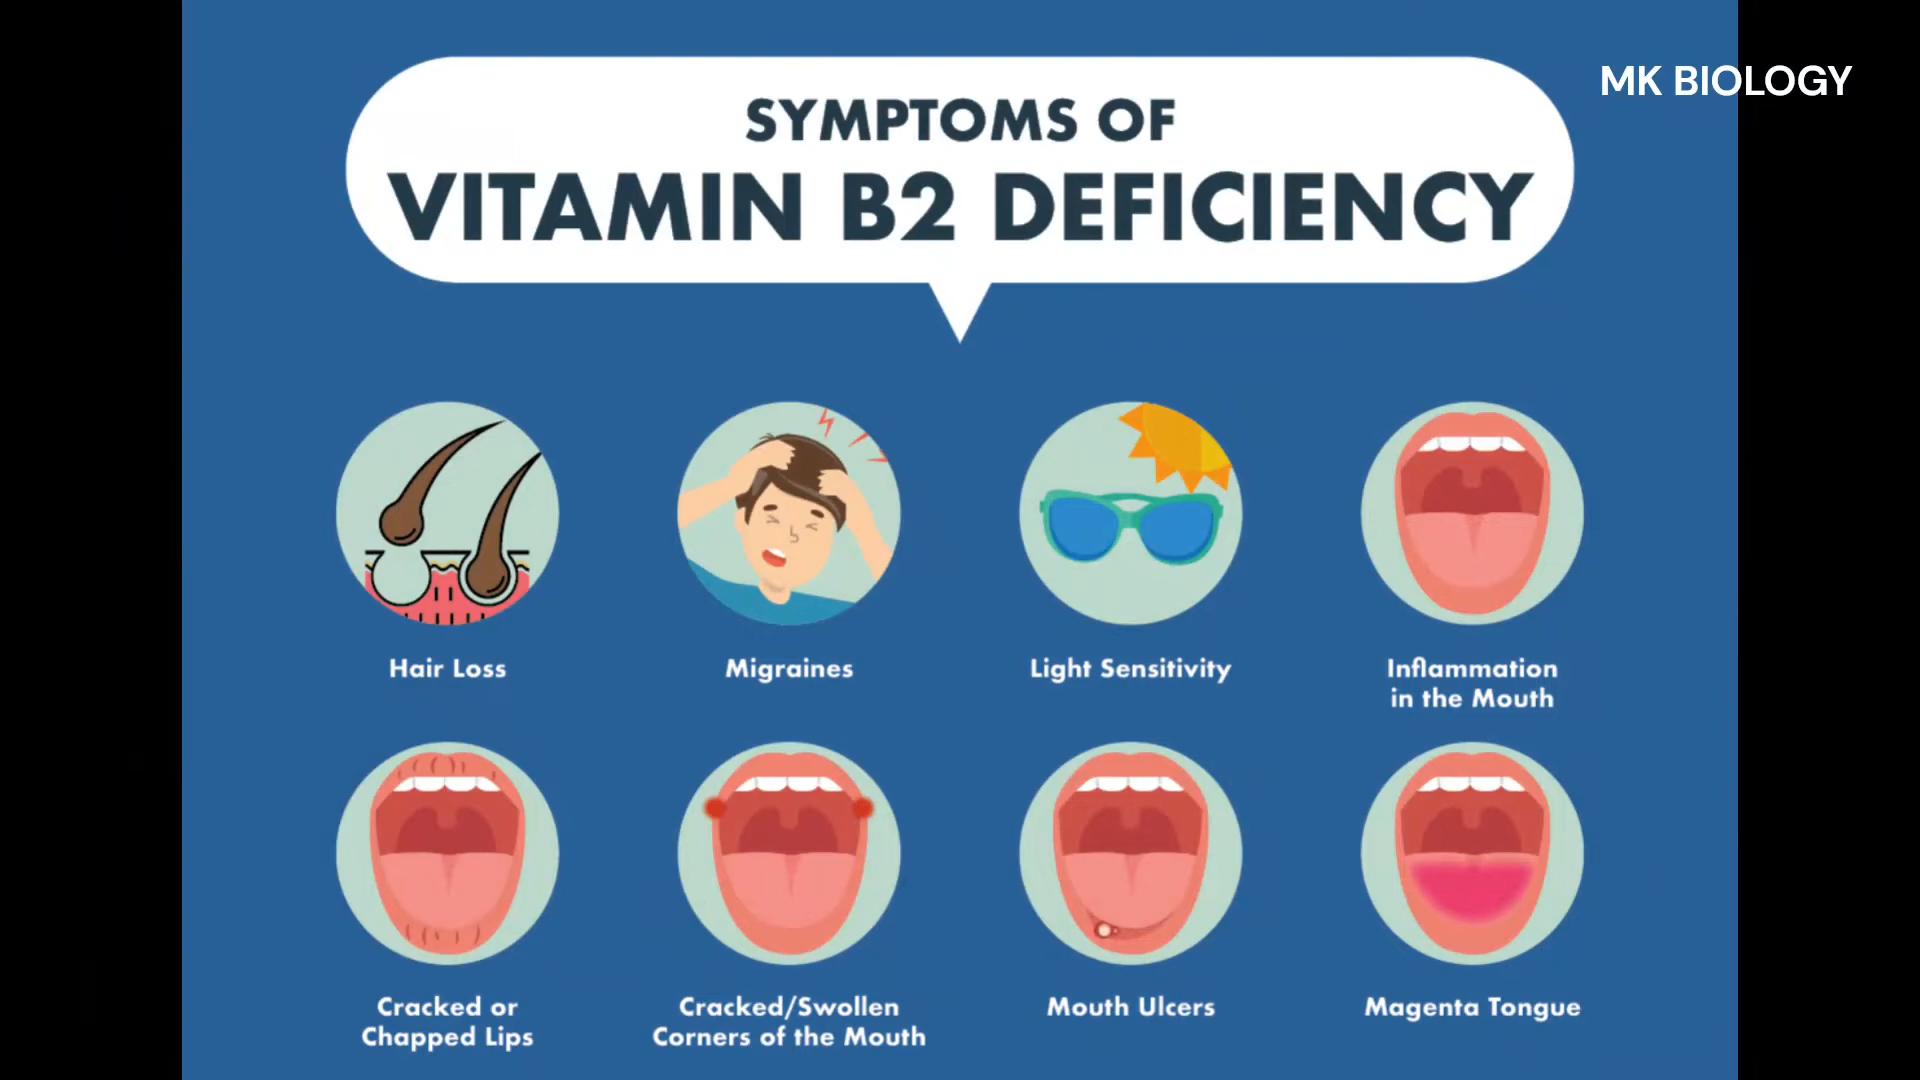 MK BIOLOGY
SYMPTOMS OF
VITAMIN B2 DEFICIENCY
Hair Loss
Migraines
Light Sensitivity
Inflammation
in the Mouth
Cracked or
Chapped Lips
Cracked/Swollen
Corners of the Mouth
Mouth Ulcers
Magenta Tongue